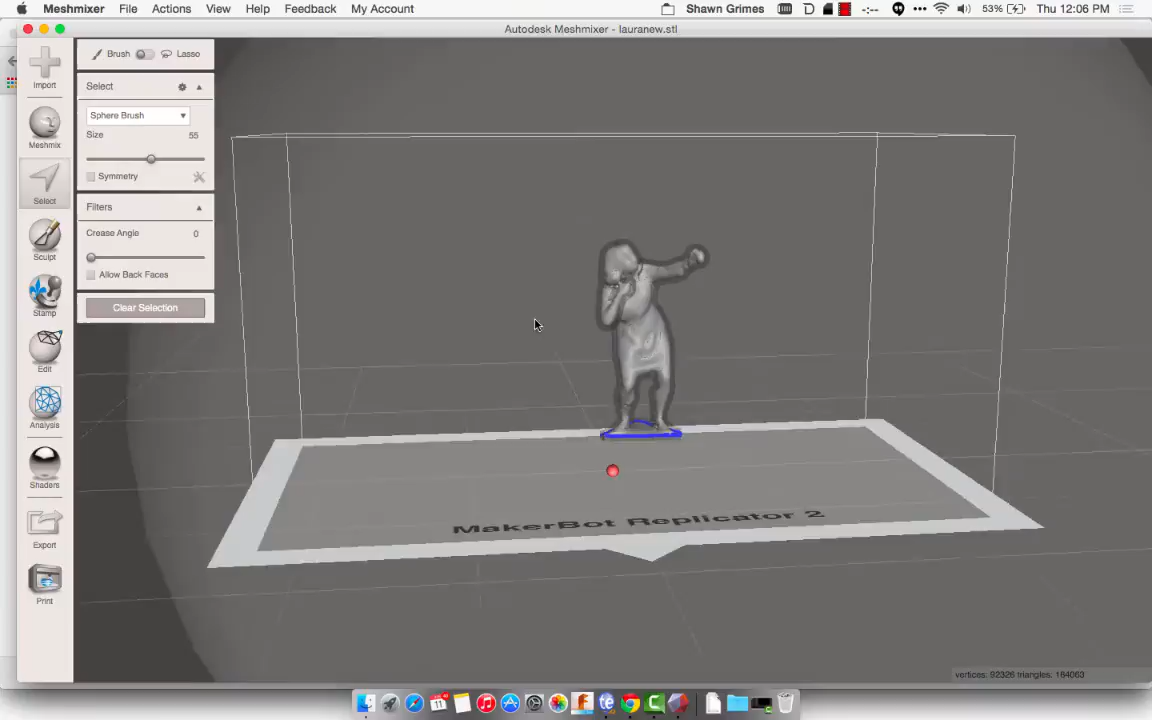 Meshmixer File Actions View Help Feedback My Account Shawn Grimes 53% Thu 12:06 PM
Autodesk Meshmixer - lauranew.stl
Import
Meshmix
Select
Sculpt
Stamp
Edit
Analysis
Shaders
Export
Print
Brush Lasso
Select
Sphere Brush
Size 55
Symmetry
Filters
Crease Angle 0
Allow Back Faces
Clear Selection
MakerBot Replicator 2
vertices: 92326 triangles: 184063